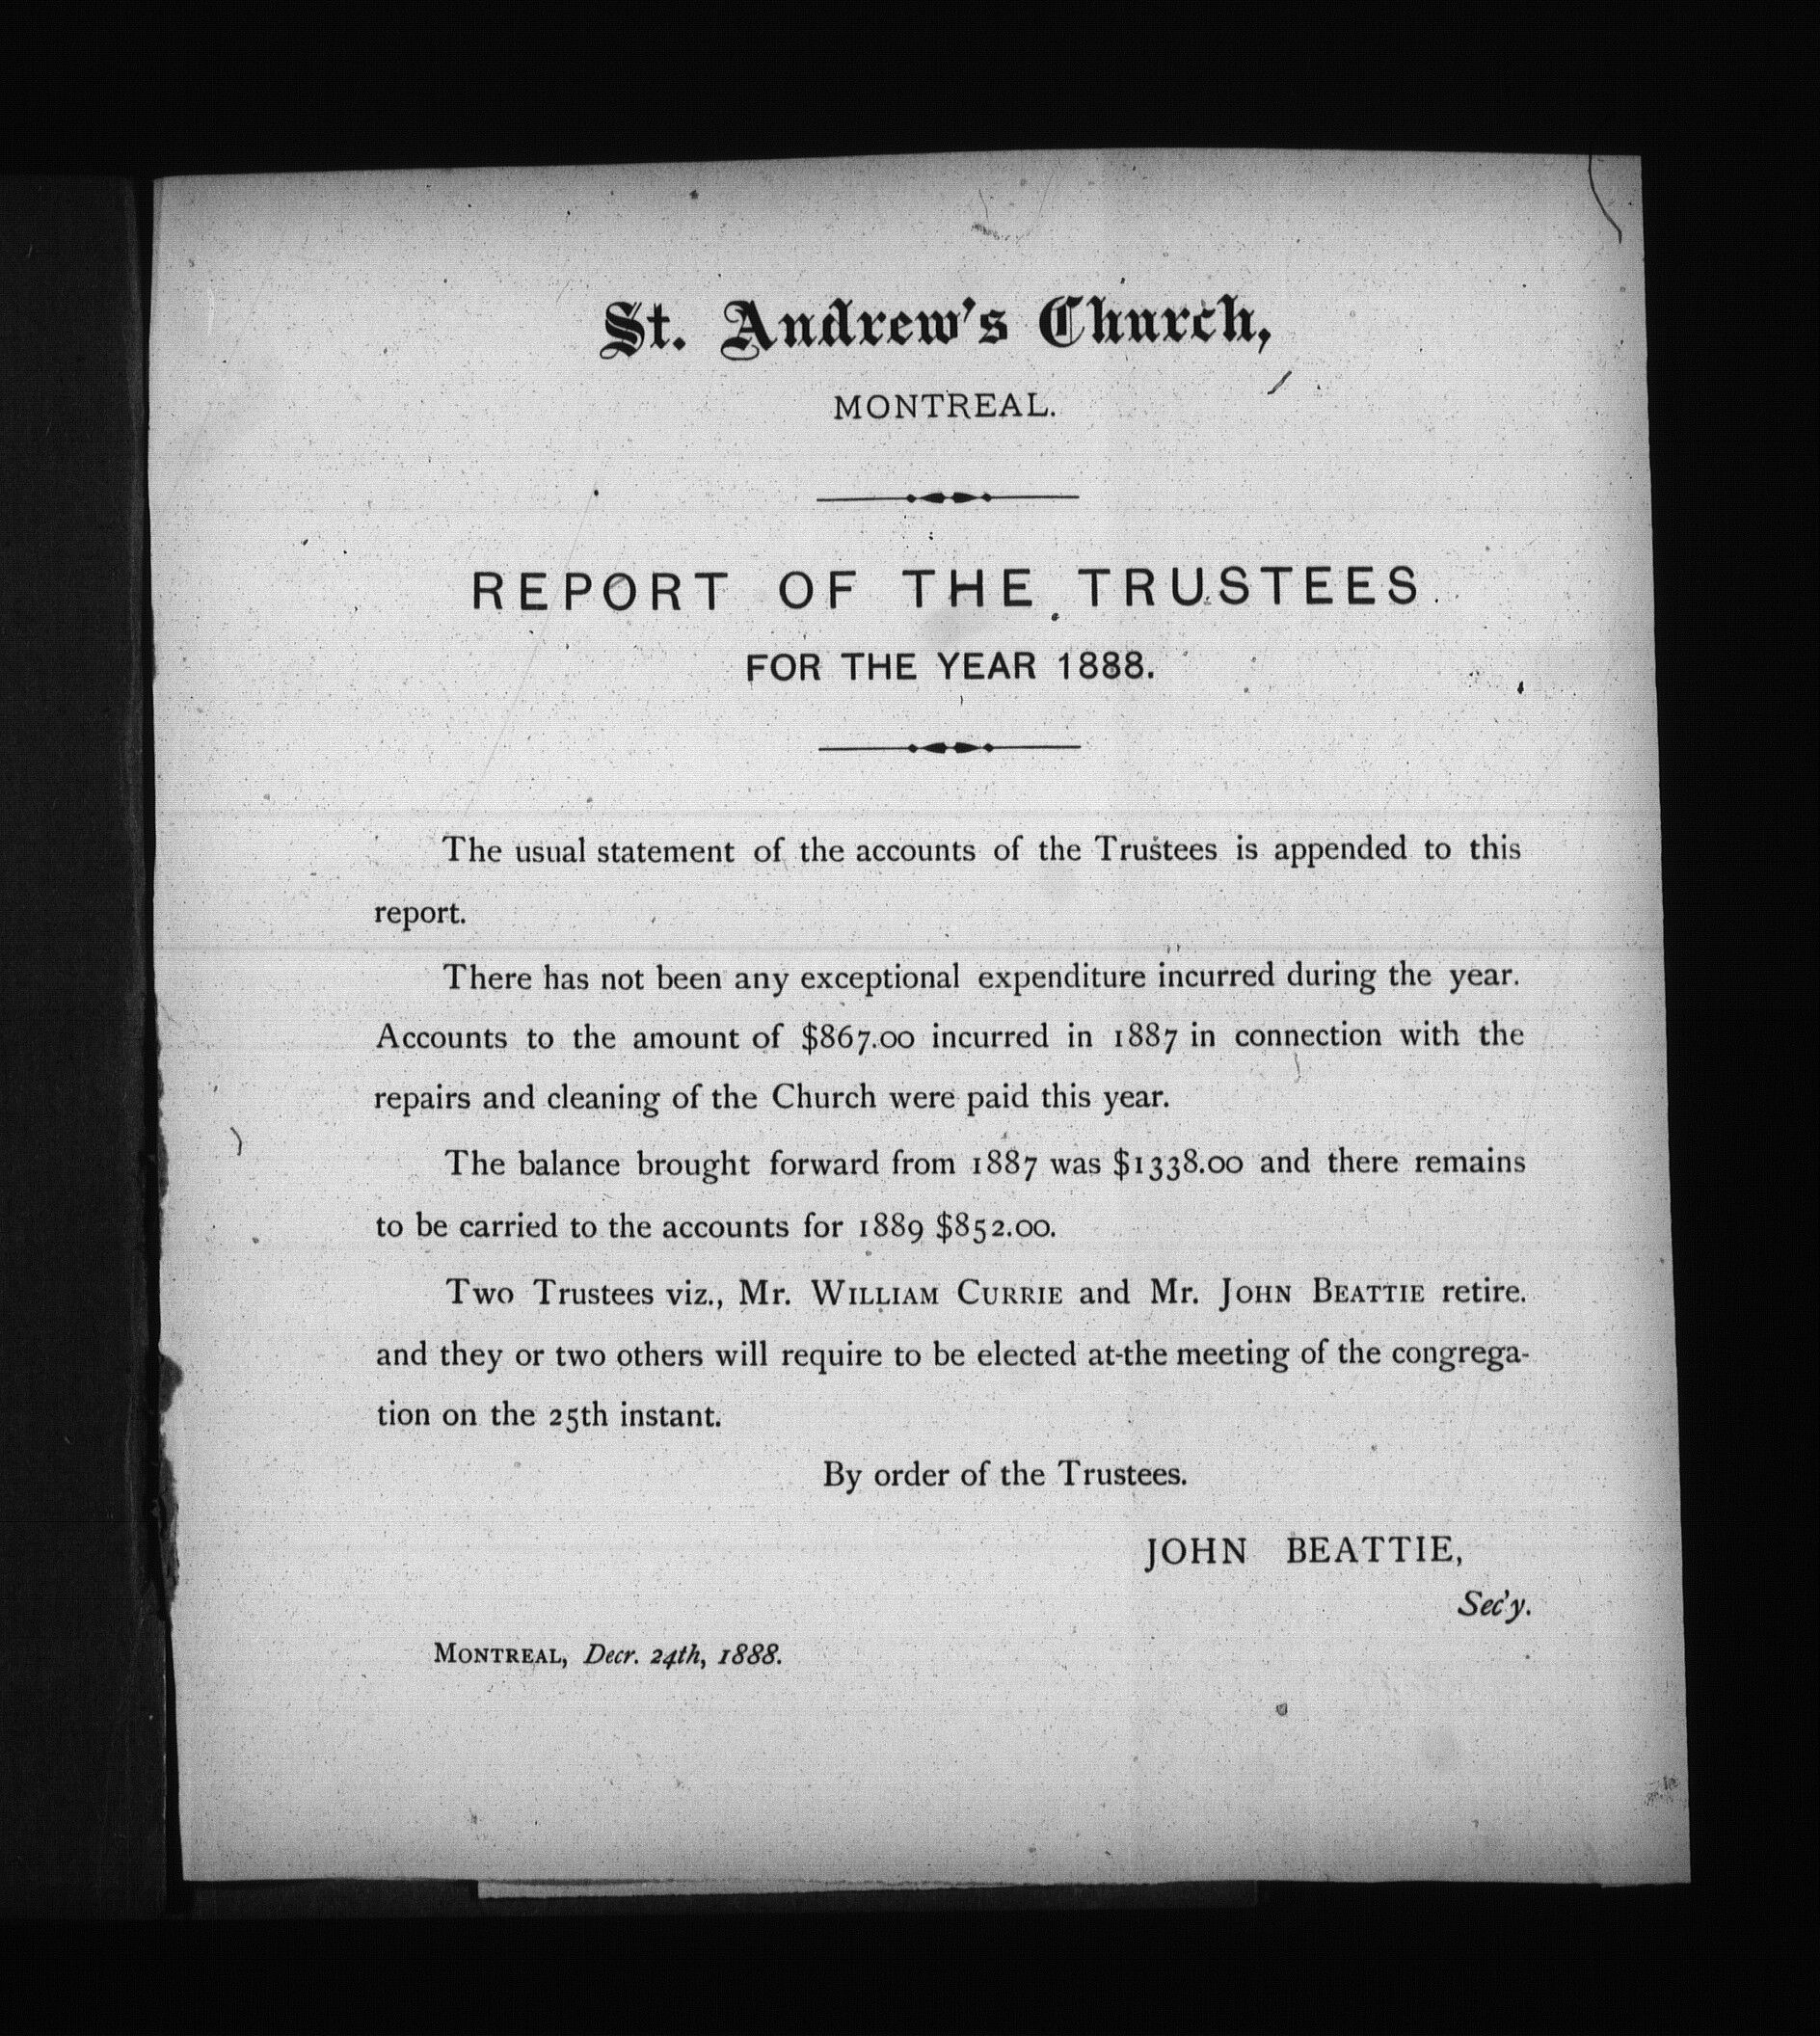 St. Andrew's Church,
MONTREAL.
REPORT OF THE TRUSTEES
FOR THE YEAR 1888.
The usual statement of the accounts of the Trustees is appended to this
report.
There has not been any exceptional expenditure incurred during the year.
Accounts to the amount of $867.00 incurred in 1887 in connection with the
repairs and cleaning of the Church were paid this year.
The balance brought forward from 1887 was $1338.00 and there remains
to be carried to the accounts for 1889 $852.00.
Two Trustees viz., Mr. WILLIAM CURRIE and Mr. JOHN BEATTIE retire.
and they or two others will require to be elected at-the meeting of the congrega-
tion on the 25th instant.
By order of the Trustees.
JOHN BEATTIE,
Sec'y.
MONTREAL, Decr. 24th, 1888.